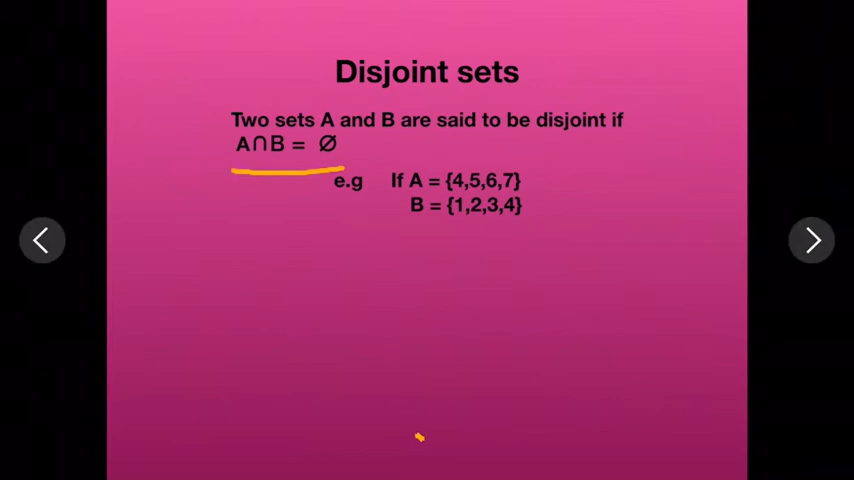 Disjoint sets
Two sets A and B are said to be disjoint if
A∩B = Ø
e.g If A = {4,5,6,7}
B = {1,2,3,4}